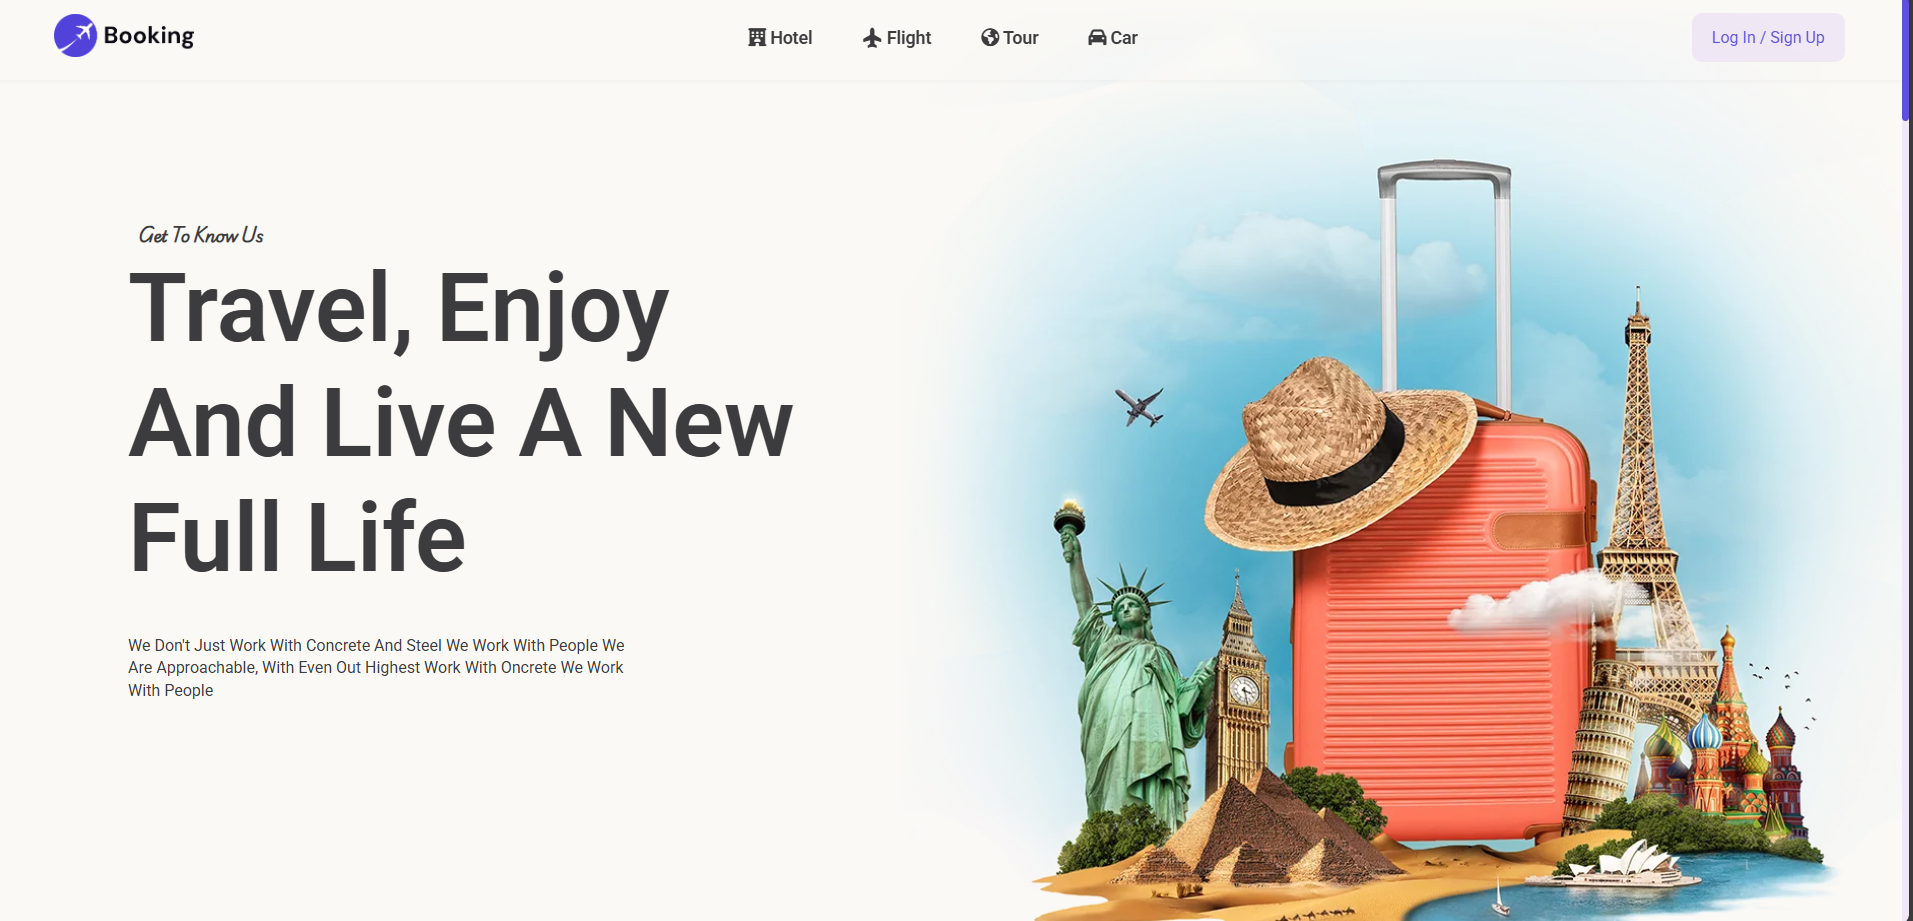 Booking
Hotel
Flight
Tour
Car
Log In / Sign Up
Get To Know Us
Travel, Enjoy
And Live A New
Full Life
We Don't Just Work With Concrete And Steel We Work With People We
Are Approachable, With Even Out Highest Work With Oncrete We Work
With People